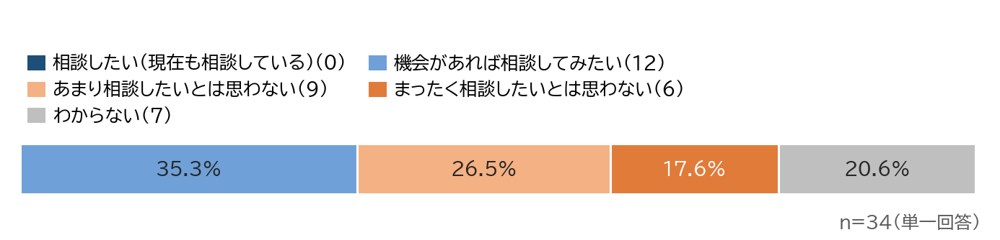 相談したい（現在も相談している）（0） 機会があれば相談してみたい（12）
あまり相談したいとは思わない（9） まったく相談したいとは思わない（6）
わからない（7）
35.3% 26.5% 17.6% 20.6%
n=34（単一回答）